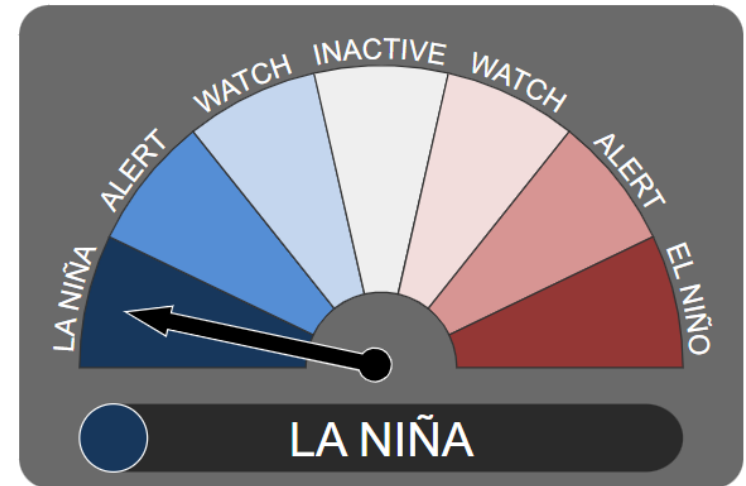 LA NIÑA
ALERT
WATCH
INACTIVE
WATCH
ALERT
EL NIÑO
LA NIÑA